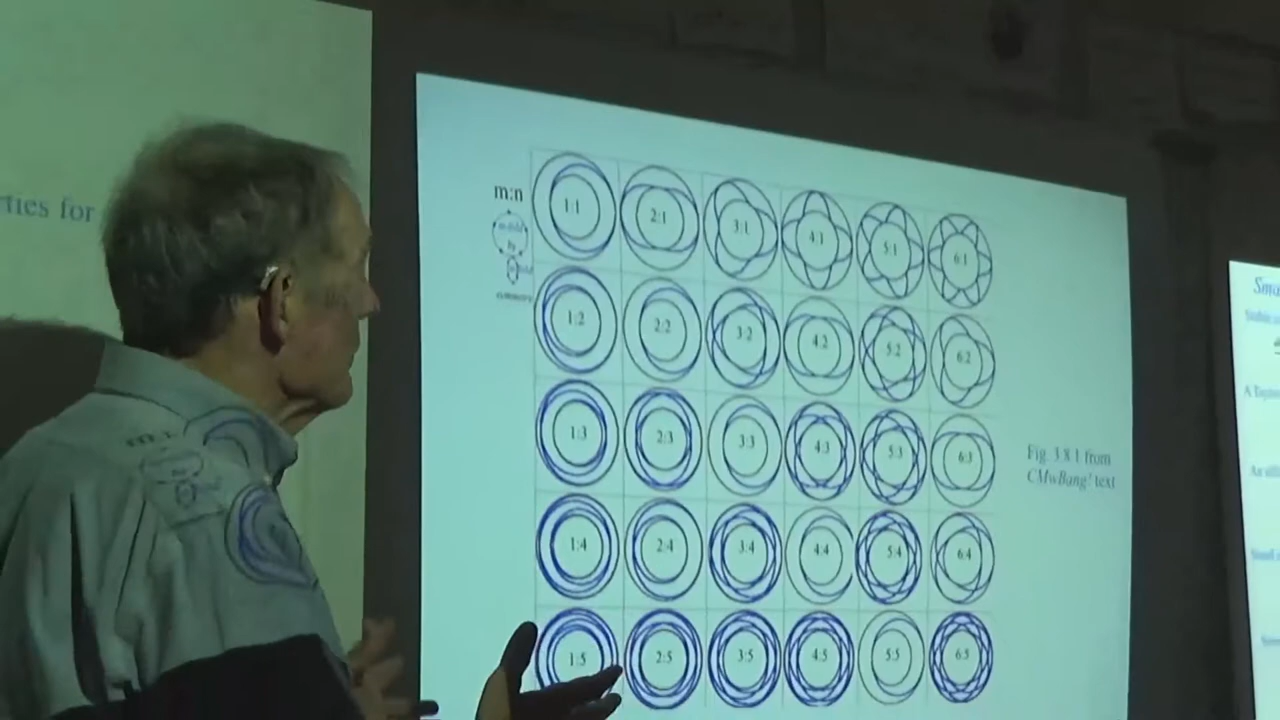 rties for
m:n
by
1:1 2:1 3:1 4:1 5:1 6:1
1:2 2:2 3:2 4:2 5:2 6:2
1:3 2:3 3:3 4:3 5:3 6:3
1:4 2:4 3:4 4:4 5:4 6:4
1:5 2:5 3:5 4:5 5:5 6:5
Fig. 3.8.1 from
CMwBang! text